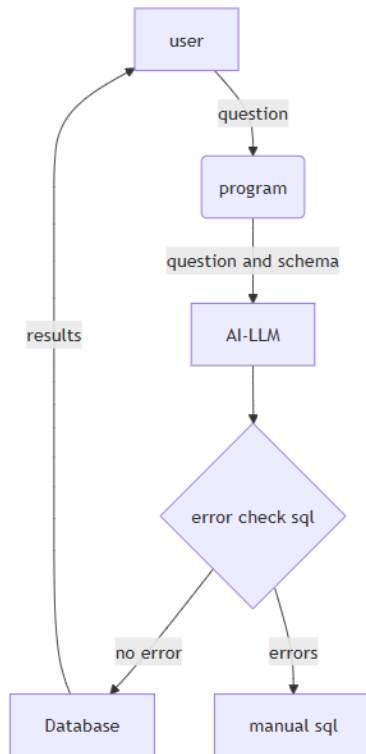 user
question
program
question and schema
AI-LLM
results
error check sql
no error
errors
Database
manual sql